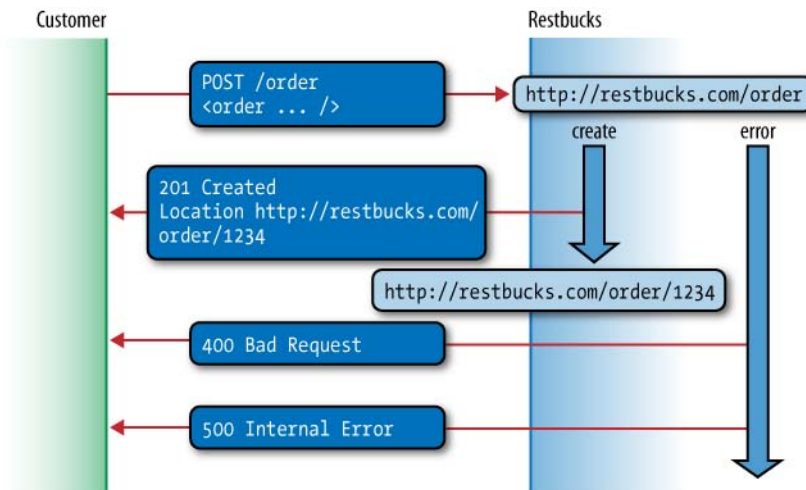 Customer
Restbucks
POST /order
<order ... />
http://restbucks.com/order
create
error
201 Created
Location http://restbucks.com/
order/1234
http://restbucks.com/order/1234
400 Bad Request
500 Internal Error